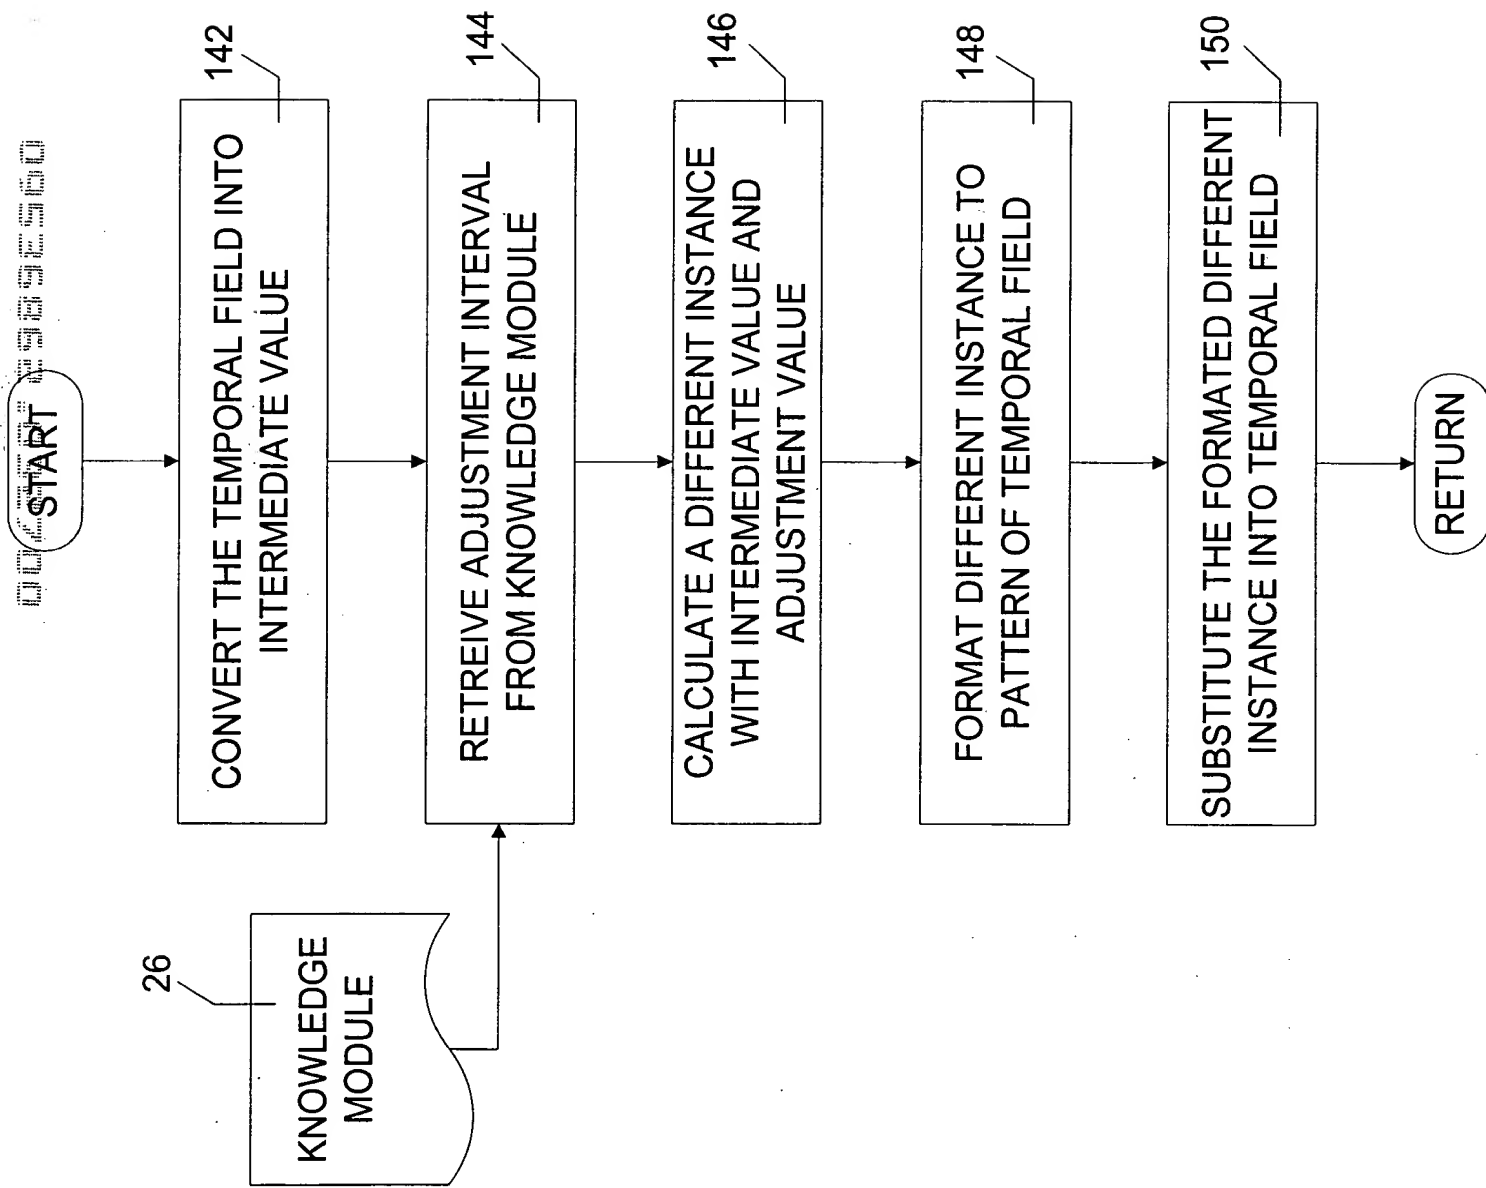 START
142
CONVERT THE TEMPORAL FIELD INTO
INTERMEDIATE VALUE
26
KNOWLEDGE
MODULE
144
RETREIVE ADJUSTMENT INTERVAL
FROM KNOWLEDGE MODULE
146
CALCULATE A DIFFERENT INSTANCE
WITH INTERMEDIATE VALUE AND
ADJUSTMENT VALUE
148
FORMAT DIFFERENT INSTANCE TO
PATTERN OF TEMPORAL FIELD
150
SUBSTITUTE THE FORMATED DIFFERENT
INSTANCE INTO TEMPORAL FIELD
RETURN